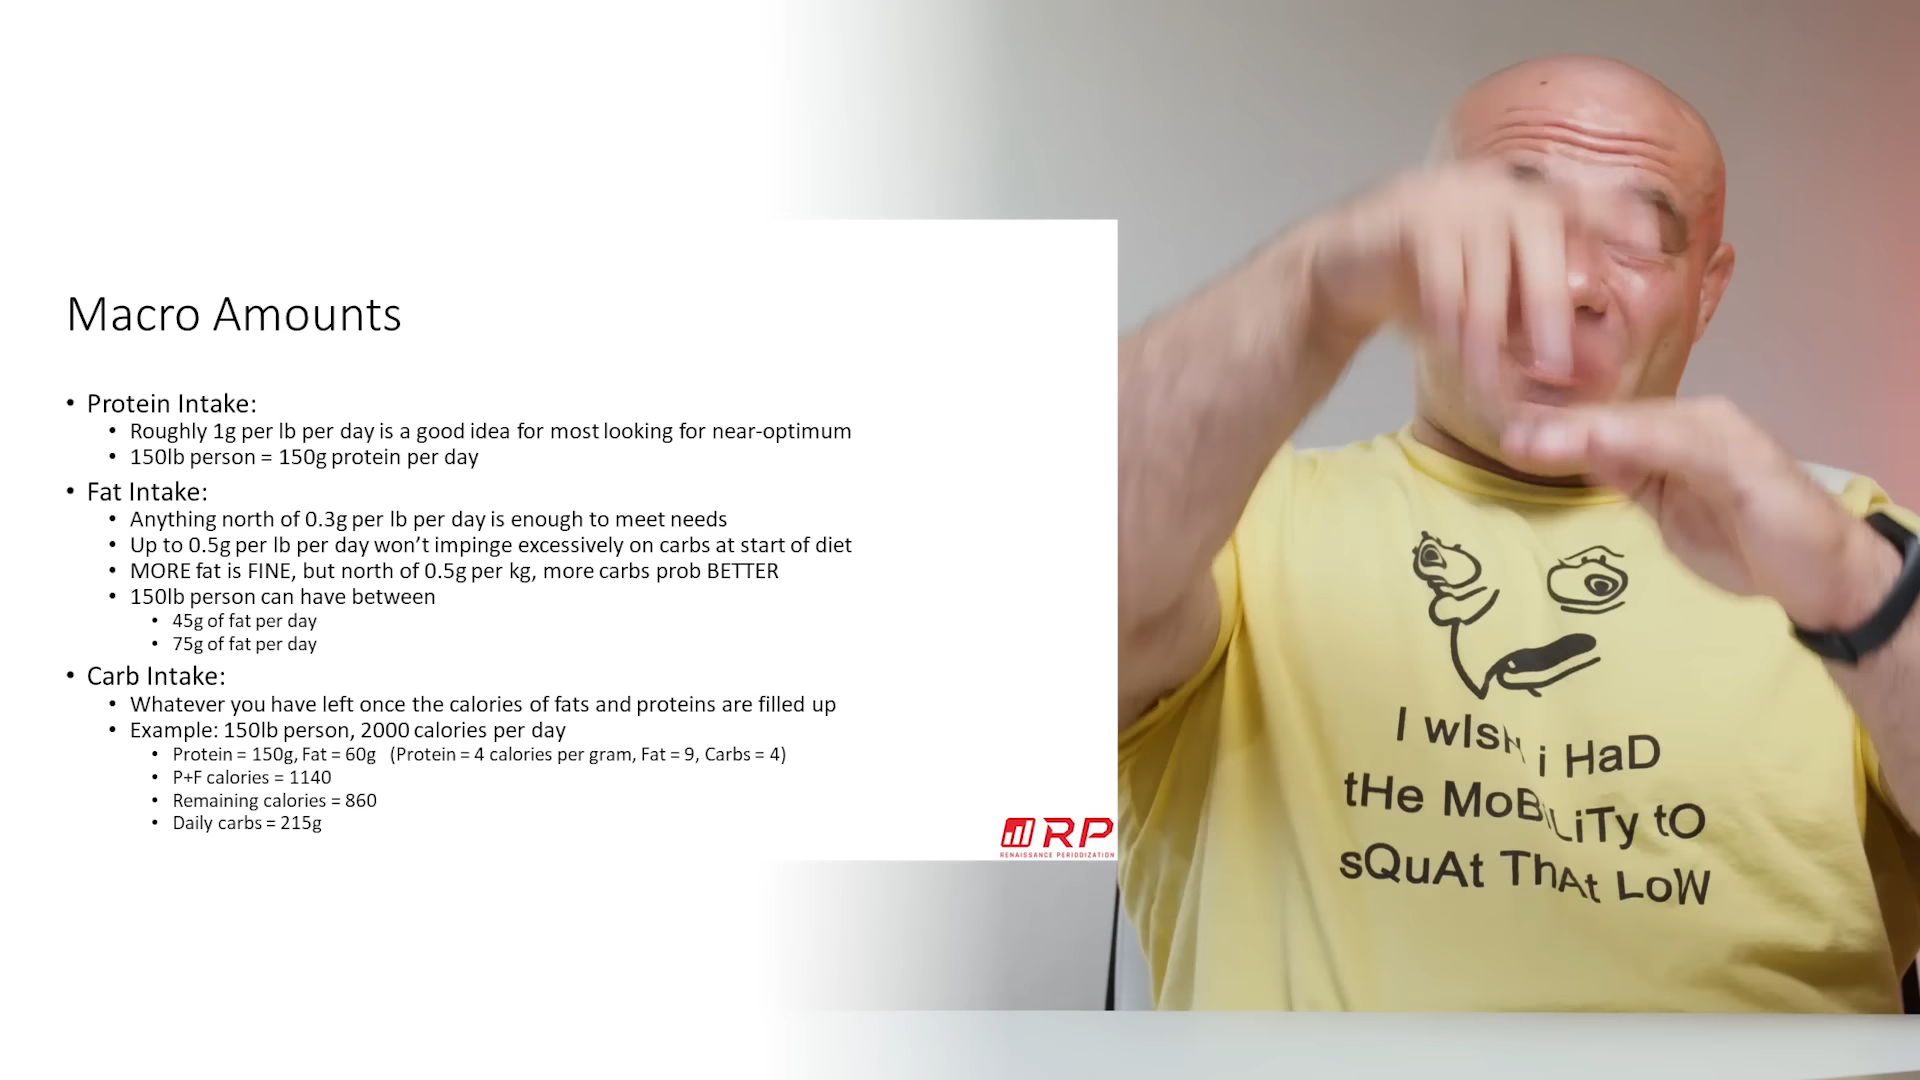 Macro Amounts
• Protein Intake:
• Roughly 1g per lb per day is a good idea for most looking for near-optimum
• 150lb person = 150g protein per day
• Fat Intake:
• Anything north of 0.3g per lb per day is enough to meet needs
• Up to 0.5g per lb per day won’t impinge excessively on carbs at start of diet
• MORE fat is FINE, but north of 0.5g per kg, more carbs prob BETTER
• 150lb person can have between
• 45g of fat per day
• 75g of fat per day
• Carb Intake:
• Whatever you have left once the calories of fats and proteins are filled up
• Example: 150lb person, 2000 calories per day
• Protein = 150g, Fat = 60g (Protein = 4 calories per gram, Fat = 9, Carbs = 4)
• P+F calories = 1140
• Remaining calories = 860
• Daily carbs = 215g
RP
RENAISSANCE PERIODIZATION
I wIsH i HaD
tHe MoBiLiTy tO
sQuAt ThAt LoW